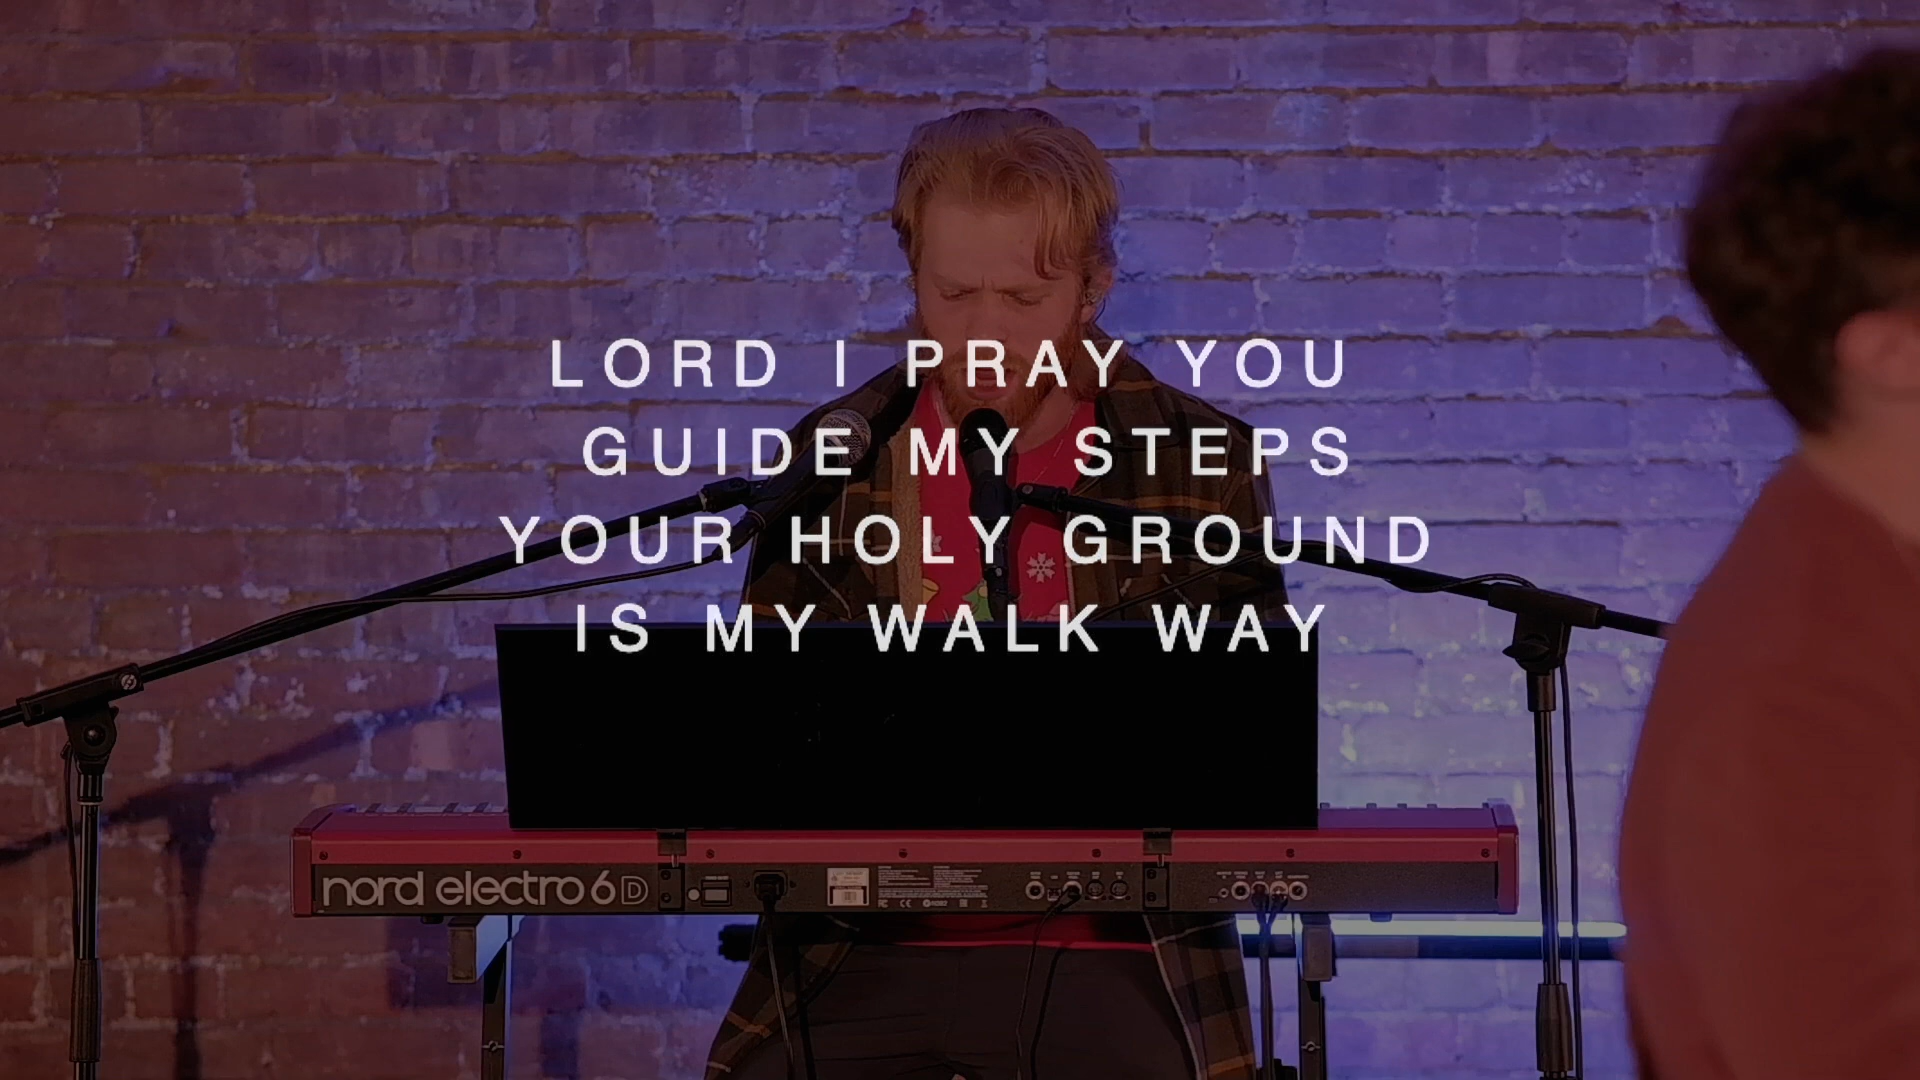 LORD I PRAY YOU
GUIDE MY STEPS
YOUR HOLY GROUND
IS MY WALK WAY
nord electro 6D